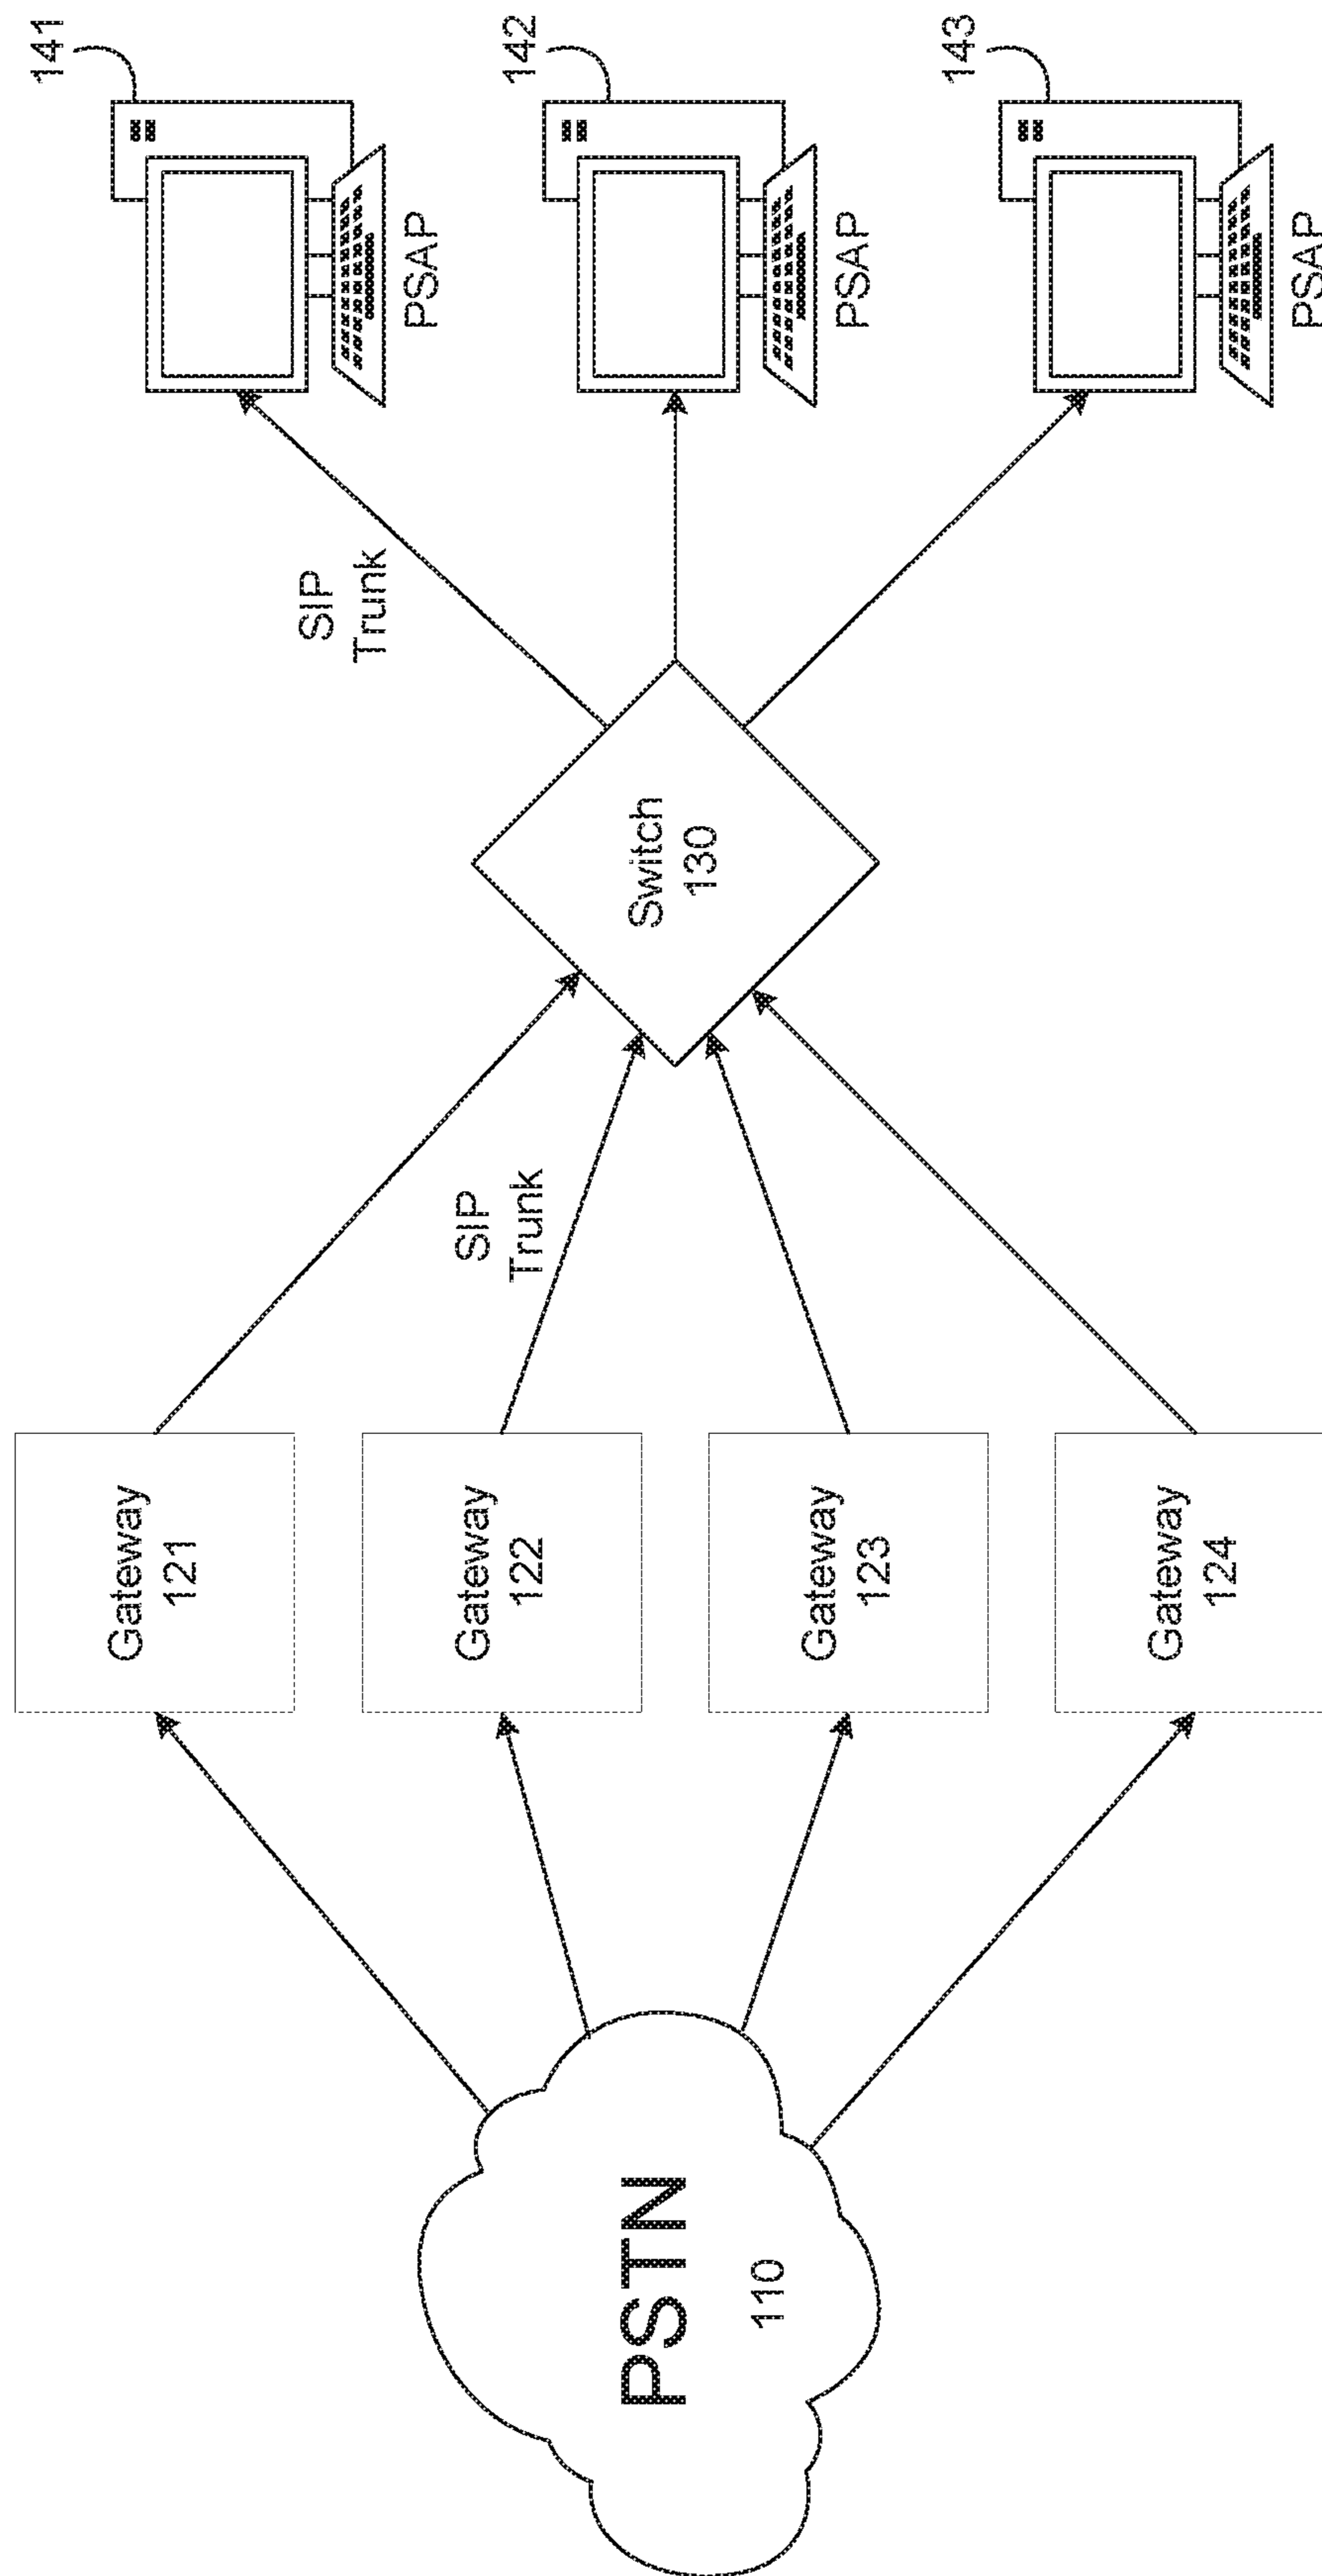 PSTN
110
Gateway
121
Gateway
122
Gateway
123
Gateway
124
SIP
Trunk
Switch
130
SIP
Trunk
141
PSAP
142
PSAP
143
PSAP